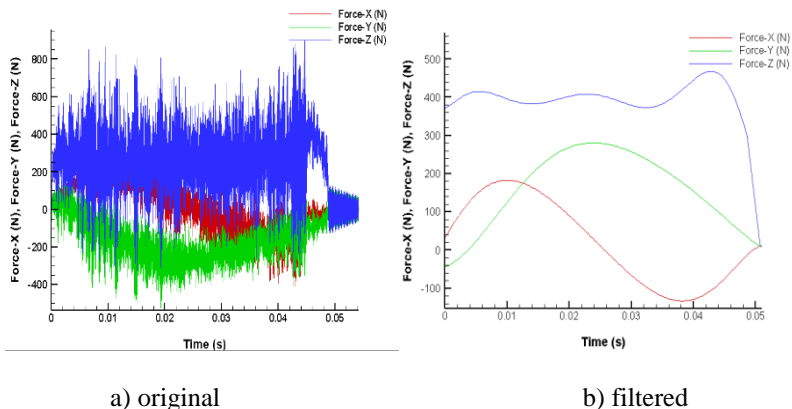 Force-X (N)
Force-Y (N)
Force-Z (N)
Force-X (N), Force-Y (N), Force-Z (N)
800
600
400
200
0
-200
-400
0
0.01
0.02
0.03
0.04
0.05
Time (s)
a) original
Force-X (N)
Force-Y (N)
Force-Z (N)
Force-X (N), Force-Y (N), Force-Z (N)
500
400
300
200
100
0
-100
0
0.01
0.02
0.03
0.04
0.05
Time (s)
b) filtered